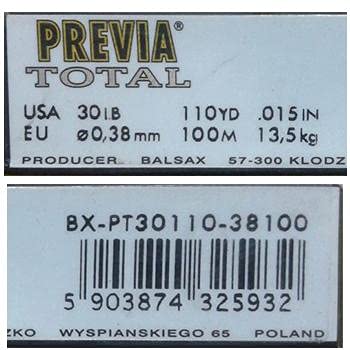 PREVIA®
TOTAL
USA 30LB 110YD .015IN
EU ø0,38mm 100M 13,5kg
PRODUCER BALSAX 57-300 KLODZ
BX-PT30110-38100
5 903874 325932
ZKO WYSPIANSKIEGO 65 POLAND